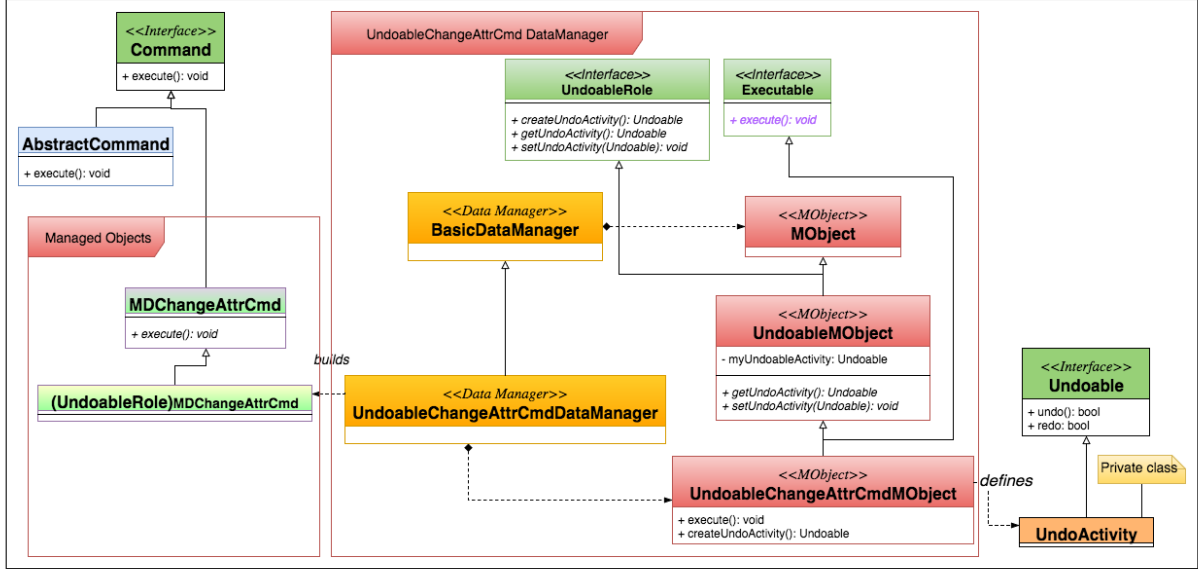 <<Interface>>
Command
+ execute(): void
AbstractCommand
+ execute(): void
Managed Objects
MDChangeAttrCmd
+ execute(): void
(UndoableRole)MDChangeAttrCmd
builds
UndoableChangeAttrCmd DataManager
<<Interface>>
UndoableRole
+ createUndoActivity(): Undoable
+ getUndoActivity(): Undoable
+ setUndoActivity(Undoable): void
<<Interface>>
Executable
+ execute(): void
<<Data Manager>>
BasicDataManager
<<MObject>>
MObject
<<MObject>>
UndoableMObject
- myUndoableActivity: Undoable
+ getUndoActivity(): Undoable
+ setUndoActivity(Undoable): void
<<Data Manager>>
UndoableChangeAttrCmdDataManager
<<MObject>>
UndoableChangeAttrCmdMObject
+ execute(): void
+ createUndoActivity(): Undoable
defines
<<Interface>>
Undoable
+ undo(): bool
+ redo: bool
Private class
UndoActivity